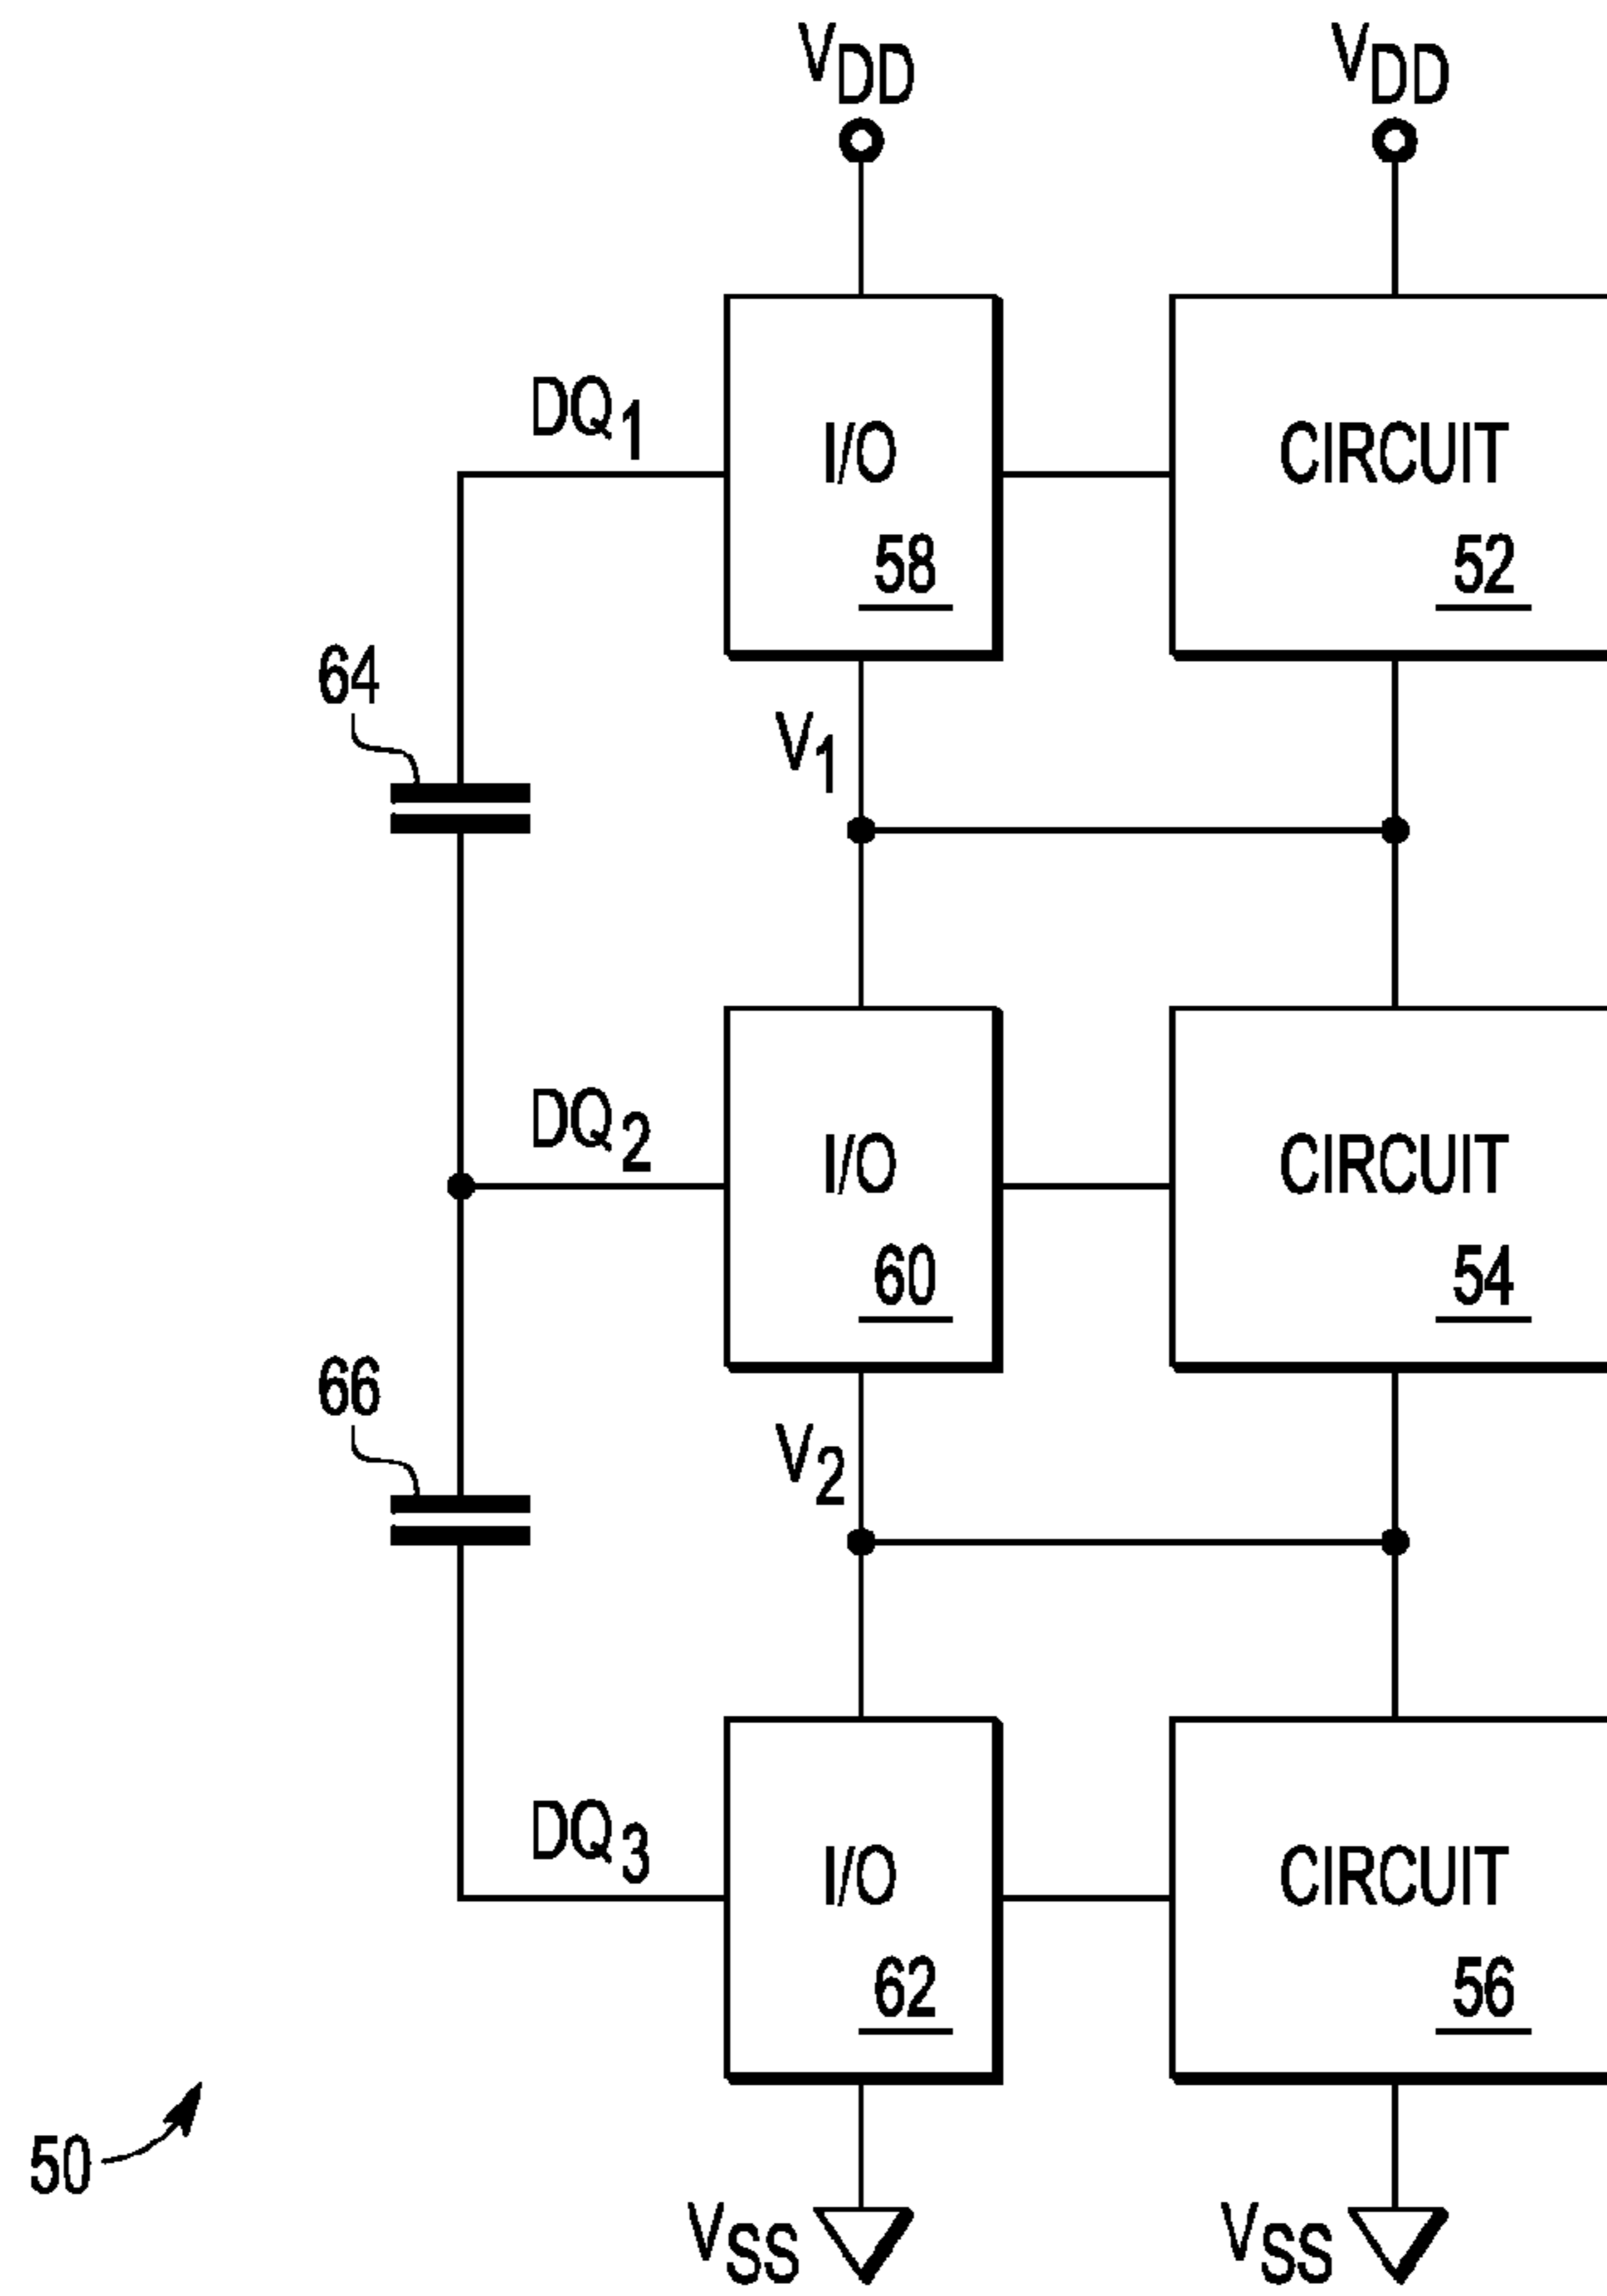 VDD VDD
DQ1
I/O CIRCUIT
58 52
64
V1
DQ2
I/O CIRCUIT
60 54
66
V2
DQ3
I/O CIRCUIT
62 56
50
VSS VSS